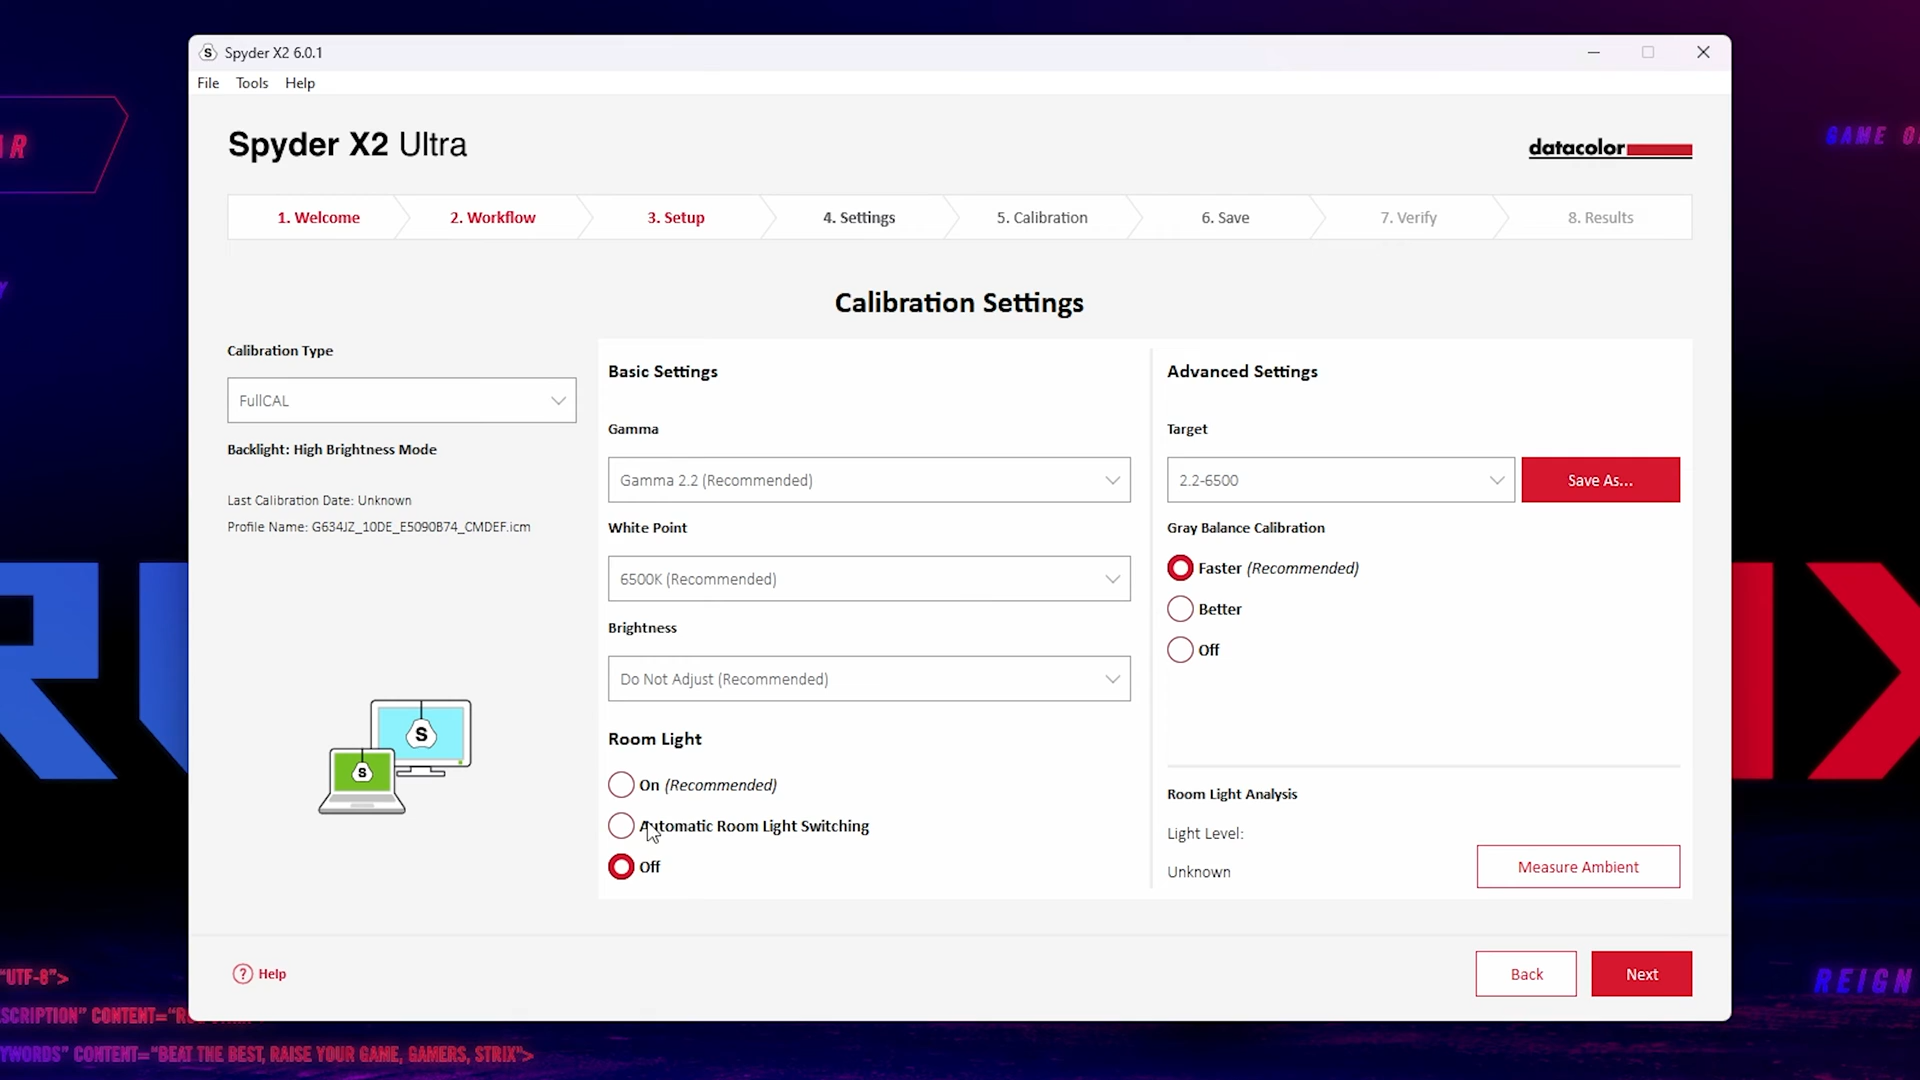 Spyder X2 6.0.1
File Tools Help
Spyder X2 Ultra
datacolor
1. Welcome 2. Workflow 3. Setup 4. Settings 5. Calibration 6. Save 7. Verify 8. Results
Calibration Settings
Calibration Type
FullCAL
Backlight: High Brightness Mode
Last Calibration Date: Unknown
Profile Name: G634JZ_10DE_E5090B74_CMDEF.icm
S
S
Basic Settings
Gamma
Gamma 2.2 (Recommended)
White Point
6500K (Recommended)
Brightness
Do Not Adjust (Recommended)
Room Light
On (Recommended)
Automatic Room Light Switching
Off
Advanced Settings
Target
2.2-6500
Save As...
Gray Balance Calibration
Faster (Recommended)
Better
Off
Room Light Analysis
Light Level:
Unknown
Measure Ambient
? Help
Back
Next
GAME O
REIGN
"UTF-8">
SCRIPTION" CONTENT="R
YWORDS" CONTENT="BEAT THE BEST, RAISE YOUR GAME, GAMERS, STRIX">